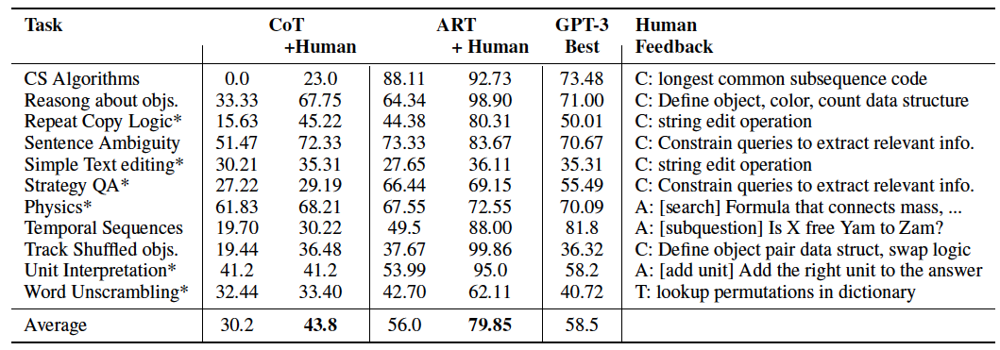 Task CoT ART GPT-3 Human
+Human + Human Best Feedback
CS Algorithms 0.0 23.0 88.11 92.73 73.48 C: longest common subsequence code
Reasong about objs. 33.33 67.75 64.34 98.90 71.00 C: Define object, color, count data structure
Repeat Copy Logic* 15.63 45.22 44.38 80.31 50.01 C: string edit operation
Sentence Ambiguity 51.47 72.33 73.33 83.67 70.67 C: Constrain queries to extract relevant info.
Simple Text editing* 30.21 35.31 27.65 36.11 35.31 C: string edit operation
Strategy QA* 27.22 29.19 66.44 69.15 55.49 C: Constrain queries to extract relevant info.
Physics* 61.83 68.21 67.55 72.55 70.09 A: [search] Formula that connects mass, ...
Temporal Sequences 19.70 30.22 49.5 88.00 81.8 A: [subquestion] Is X free Yam to Zam?
Track Shuffled objs. 19.44 36.48 37.67 99.86 36.32 C: Define object pair data struct, swap logic
Unit Interpretation* 41.2 41.2 53.99 95.0 58.2 A: [add unit] Add the right unit to the answer
Word Unscrambling* 32.44 33.40 42.70 62.11 40.72 T: lookup permutations in dictionary
Average 30.2 43.8 56.0 79.85 58.5